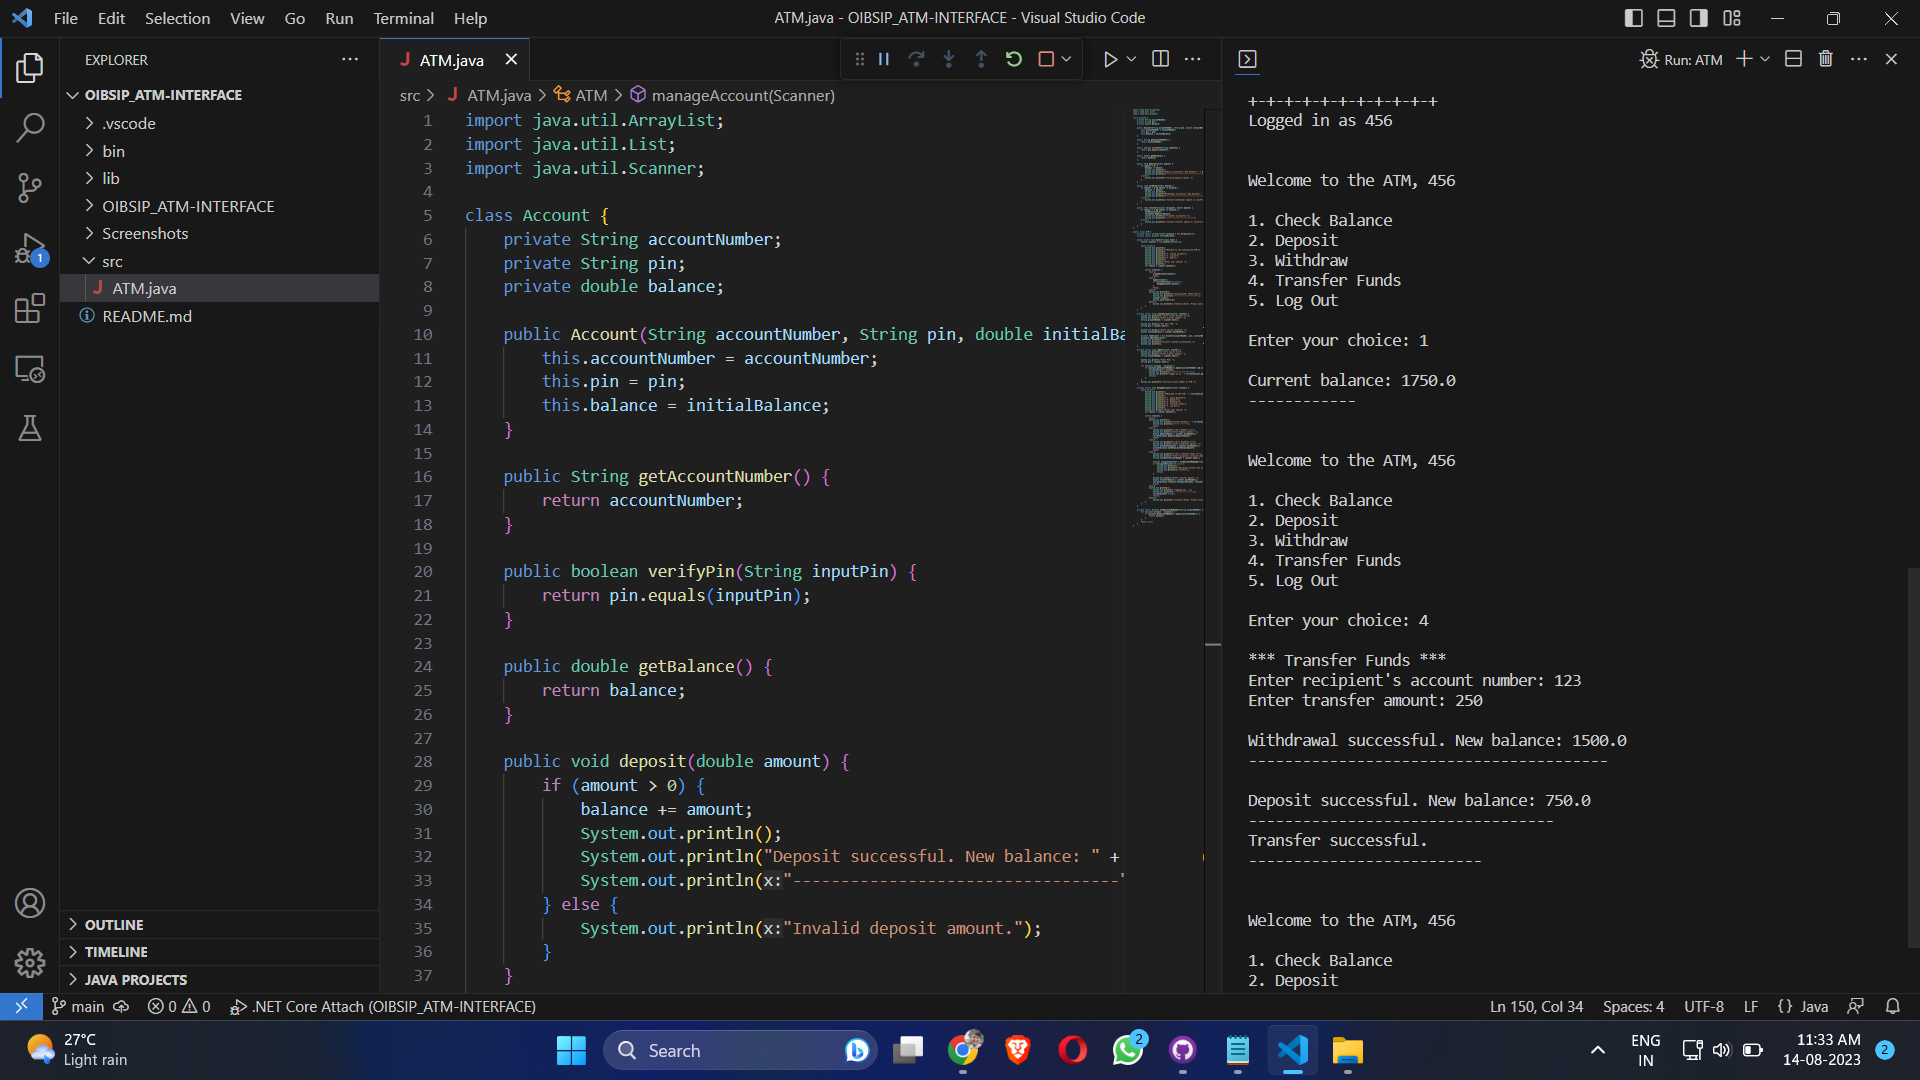 File Edit Selection View Go Run Terminal Help
ATM.java - OIBSIP_ATM-INTERFACE - Visual Studio Code
EXPLORER
OIBSIP_ATM-INTERFACE
.vscode
bin
lib
OIBSIP_ATM-INTERFACE
Screenshots
src
J ATM.java
README.md
OUTLINE
TIMELINE
JAVA PROJECTS
1
J ATM.java
src > J ATM.java > ATM > manageAccount(Scanner)
1 import java.util.ArrayList;
2 import java.util.List;
3 import java.util.Scanner;
4
5 class Account {
6 private String accountNumber;
7 private String pin;
8 private double balance;
9
10 public Account(String accountNumber, String pin, double initialBa
11 this.accountNumber = accountNumber;
12 this.pin = pin;
13 this.balance = initialBalance;
14 }
15
16 public String getAccountNumber() {
17 return accountNumber;
18 }
19
20 public boolean verifyPin(String inputPin) {
21 return pin.equals(inputPin);
22 }
23
24 public double getBalance() {
25 return balance;
26 }
27
28 public void deposit(double amount) {
29 if (amount > 0) {
30 balance += amount;
31 System.out.println();
32 System.out.println("Deposit successful. New balance: " +
33 System.out.println(x:"----------------------------------"
34 } else {
35 System.out.println(x:"Invalid deposit amount.");
36 }
37 }
Run: ATM
+-+-+-+-+-+-+-+-+-+-+
Logged in as 456
Welcome to the ATM, 456
1. Check Balance
2. Deposit
3. Withdraw
4. Transfer Funds
5. Log Out
Enter your choice: 1
Current balance: 1750.0
------------
Welcome to the ATM, 456
1. Check Balance
2. Deposit
3. Withdraw
4. Transfer Funds
5. Log Out
Enter your choice: 4
*** Transfer Funds ***
Enter recipient's account number: 123
Enter transfer amount: 250
Withdrawal successful. New balance: 1500.0
----------------------------------------
Deposit successful. New balance: 750.0
----------------------------------
Transfer successful.
--------------------------
Welcome to the ATM, 456
1. Check Balance
2. Deposit
main 0 0 .NET Core Attach (OIBSIP_ATM-INTERFACE)
Ln 150, Col 34 Spaces: 4 UTF-8 LF {} Java
27°C
Light rain
Search
2
ENG
IN
11:33 AM
14-08-2023
2